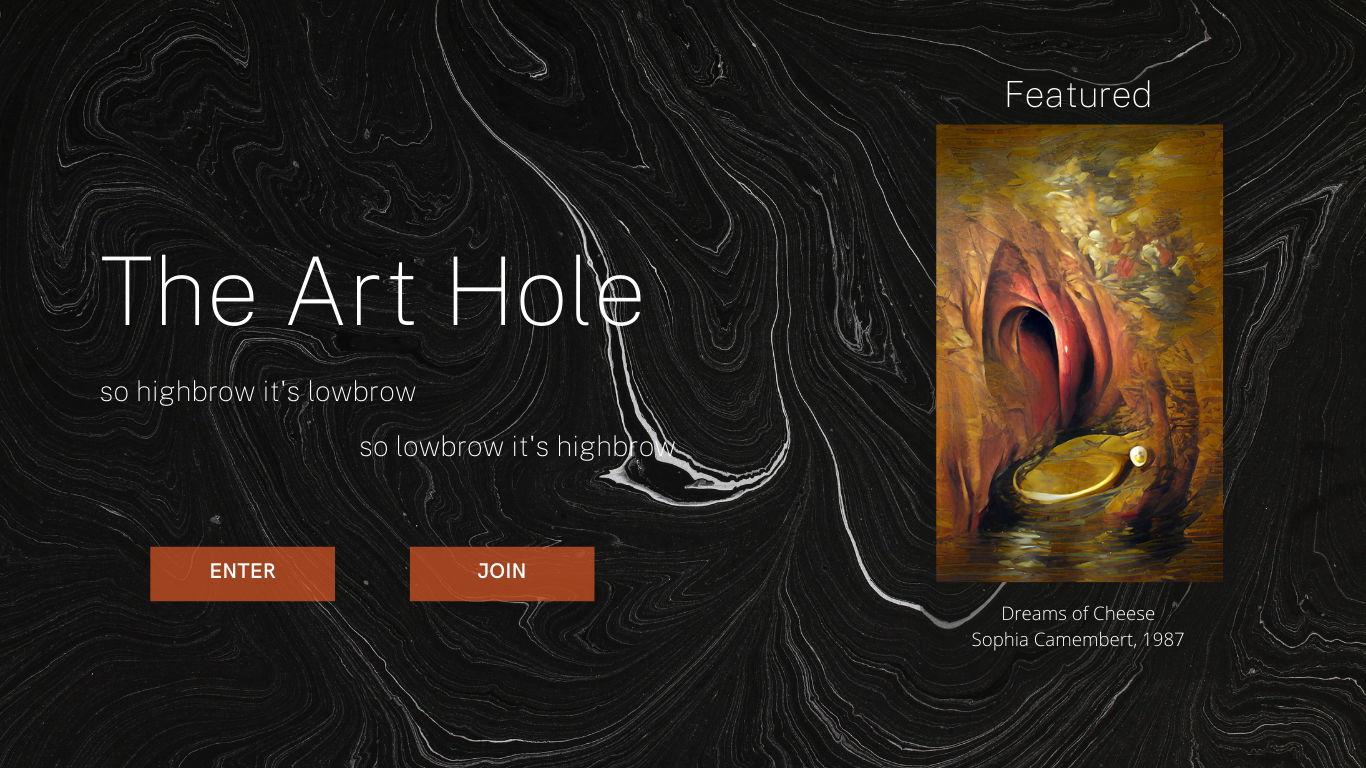 The Art Hole
so highbrow it's lowbrow
so lowbrow it's highbrow
ENTER
JOIN
Featured
Dreams of Cheese
Sophia Camembert, 1987